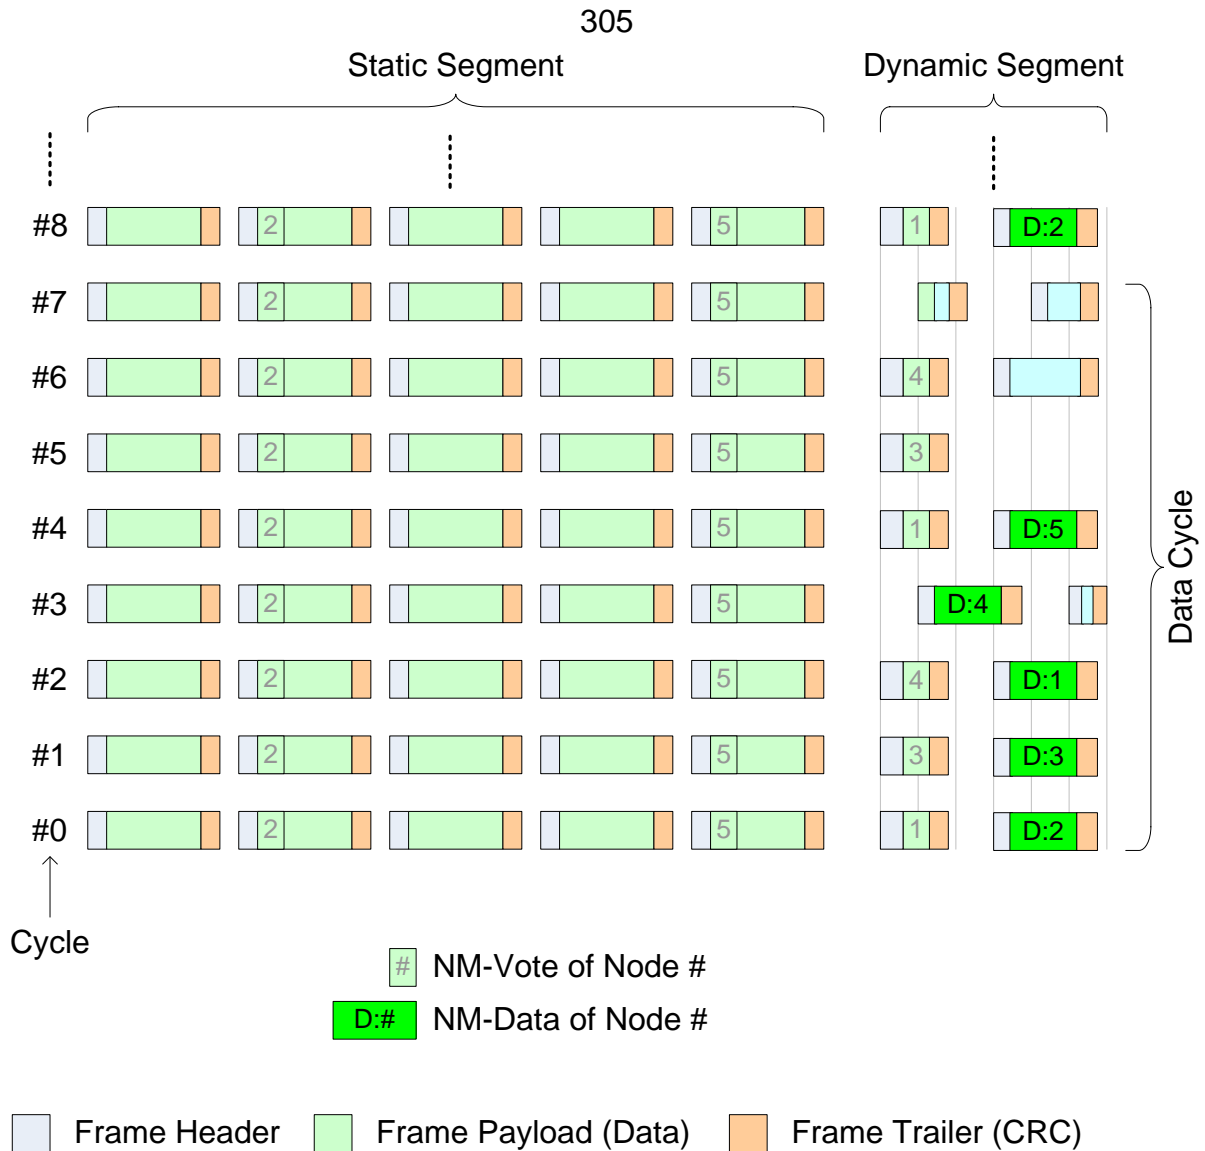 305
Static Segment Dynamic Segment
#8 2 5 1 D:2
#7 2 5
#6 2 5 4
#5 2 5 3
#4 2 5 1 D:5
#3 2 5 D:4
#2 2 5 4 D:1
#1 2 5 3 D:3
#0 2 5 1 D:2
Data Cycle
Cycle
# NM-Vote of Node #
D:# NM-Data of Node #
Frame Header Frame Payload (Data) Frame Trailer (CRC)